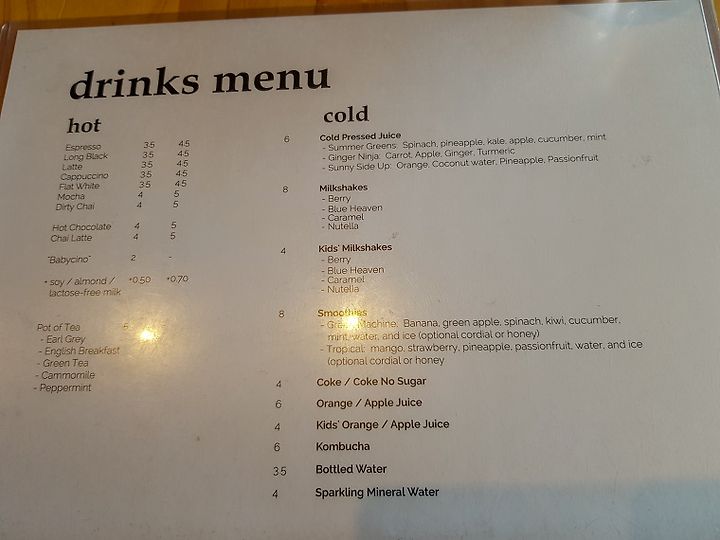 drinks menu
hot
Espresso 3.5 4.5
Long Black 3.5 4.5
Latte 3.5 4.5
Cappuccino 3.5 4.5
Flat White 3.5 4.5
Mocha 4 5
Dirty Chai 4 5
Hot Chocolate 4 5
Chai Latte 4 5
"Babycino" 2 -
+ soy / almond / +0.50 +0.70
lactose-free milk
Pot of Tea 5
- Earl Grey
- English Breakfast
- Green Tea
- Cammomile
- Peppermint
cold
6 Cold Pressed Juice
- Summer Greens: Spinach, pineapple, kale, apple, cucumber, mint
- Ginger Ninja: Carrot, Apple, Ginger, Turmeric
- Sunny Side Up: Orange, Coconut water, Pineapple, Passionfruit
8 Milkshakes
- Berry
- Blue Heaven
- Caramel
- Nutella
4 Kids' Milkshakes
- Berry
- Blue Heaven
- Caramel
- Nutella
8 Smoothies
- Green Machine: Banana, green apple, spinach, kiwi, cucumber,
mint, water, and ice (optional cordial or honey)
- Tropical: mango, strawberry, pineapple, passionfruit, water, and ice
(optional cordial or honey
4 Coke / Coke No Sugar
6 Orange / Apple Juice
4 Kids' Orange / Apple Juice
6 Kombucha
3.5 Bottled Water
4 Sparkling Mineral Water